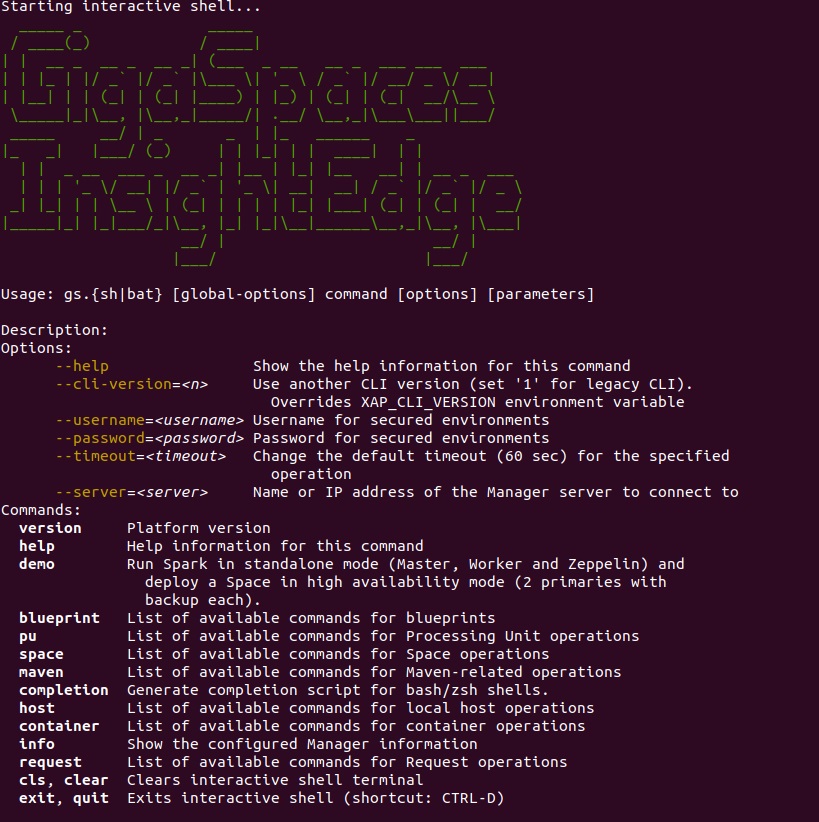 Starting interactive shell...
GigaSpaces
InsightEdge
Usage: gs.{sh|bat} [global-options] command [options] [parameters]
Description:
Options:
--help Show the help information for this command
--cli-version=<n> Use another CLI version (set '1' for legacy CLI).
Overrides XAP_CLI_VERSION environment variable
--username=<username> Username for secured environments
--password=<password> Password for secured environments
--timeout=<timeout> Change the default timeout (60 sec) for the specified
operation
--server=<server> Name or IP address of the Manager server to connect to
Commands:
version Platform version
help Help information for this command
demo Run Spark in standalone mode (Master, Worker and Zeppelin) and
deploy a Space in high availability mode (2 primaries with
backup each).
blueprint List of available commands for blueprints
pu List of available commands for Processing Unit operations
space List of available commands for Space operations
maven List of available commands for Maven-related operations
completion Generate completion script for bash/zsh shells.
host List of available commands for local host operations
container List of available commands for container operations
info Show the configured Manager information
request List of available commands for Request operations
cls, clear Clears interactive shell terminal
exit, quit Exits interactive shell (shortcut: CTRL-D)